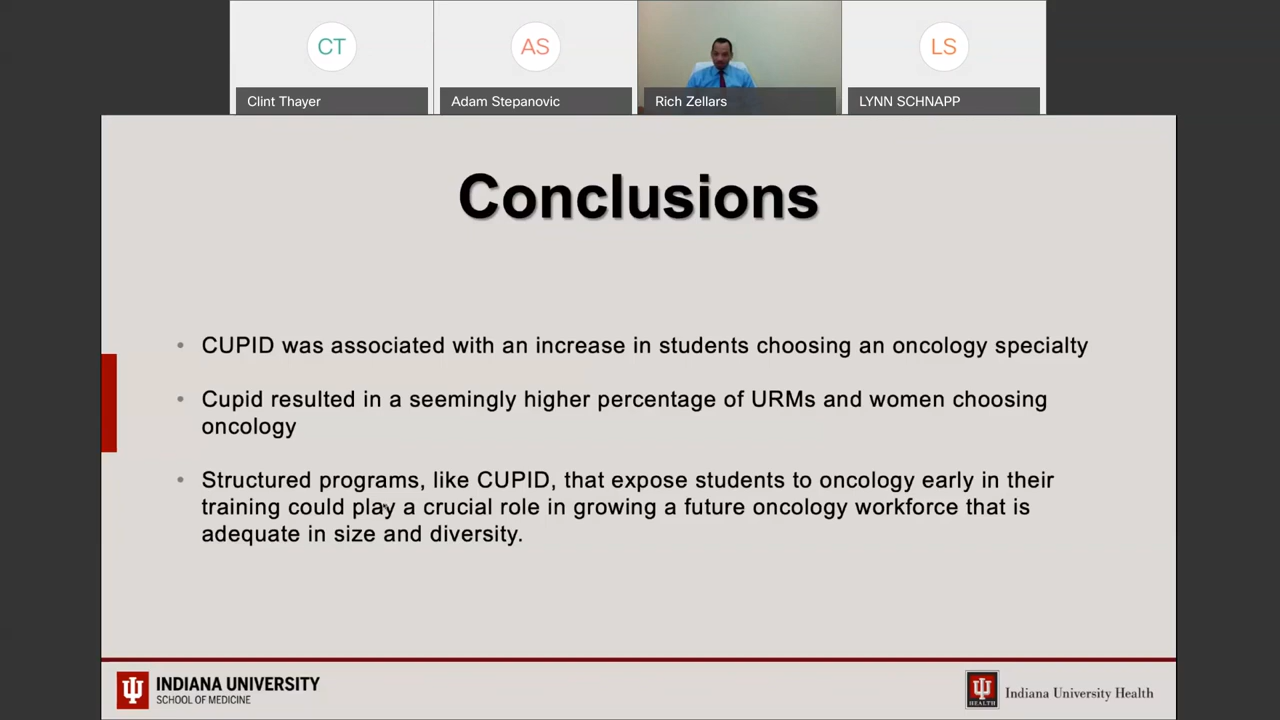 CT
AS
LS
Clint Thayer
Adam Stepanovic
Rich Zellars
LYNN SCHNAPP
Conclusions
• CUPID was associated with an increase in students choosing an oncology specialty
• Cupid resulted in a seemingly higher percentage of URMs and women choosing
oncology
• Structured programs, like CUPID, that expose students to oncology early in their
training could play a crucial role in growing a future oncology workforce that is
adequate in size and diversity.
INDIANA UNIVERSITY
SCHOOL OF MEDICINE
HEALTH
Indiana University Health